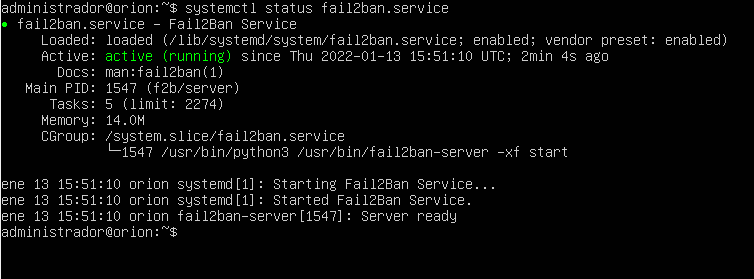 administrador@orion:~$ systemctl status fail2ban.service
● fail2ban.service - Fail2Ban Service
Loaded: loaded (/lib/systemd/system/fail2ban.service; enabled; vendor preset: enabled)
Active: active (running) since Thu 2022-01-13 15:51:10 UTC; 2min 4s ago
Docs: man:fail2ban(1)
Main PID: 1547 (f2b/server)
Tasks: 5 (limit: 2274)
Memory: 14.0M
CGroup: /system.slice/fail2ban.service
└─1547 /usr/bin/python3 /usr/bin/fail2ban-server -xf start
ene 13 15:51:10 orion systemd[1]: Starting Fail2Ban Service...
ene 13 15:51:10 orion systemd[1]: Started Fail2Ban Service.
ene 13 15:51:10 orion fail2ban-server[1547]: Server ready
administrador@orion:~$